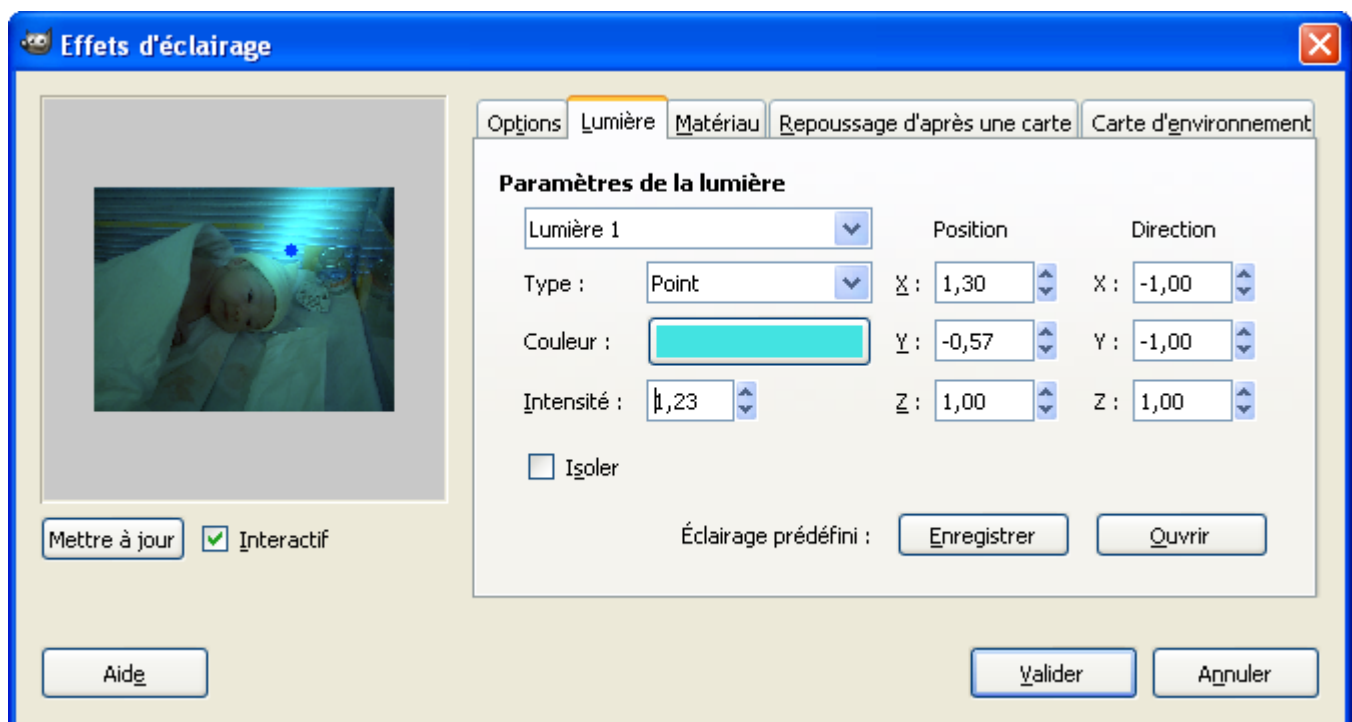 Effets d'éclairage
Options Lumière Matériau Repoussage d'après une carte Carte d'environnement
Paramètres de la lumière
Lumière 1 Position Direction
Type : Point X : 1,30 X : -1,00
Couleur : Y : -0,57 Y : -1,00
Intensité : 1,23 Z : 1,00 Z : 1,00
Isoler
Mettre à jour Interactif Éclairage prédéfini : Enregistrer Ouvrir
Aide Valider Annuler